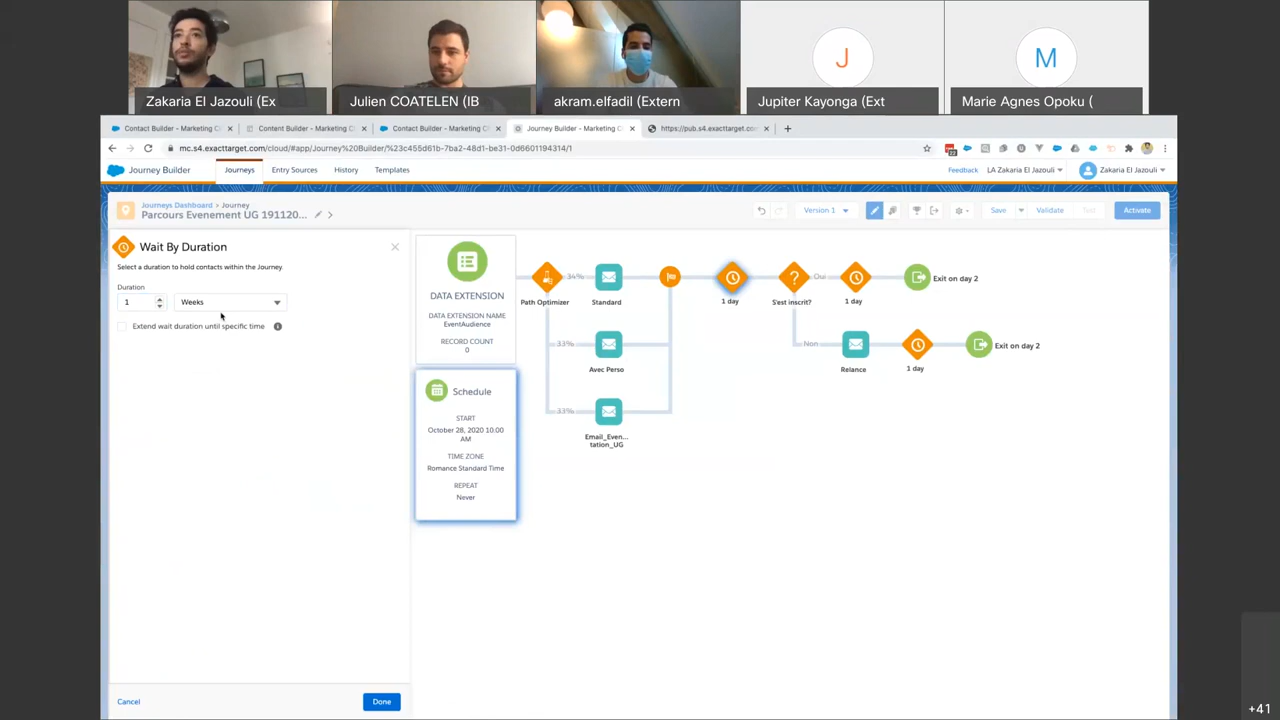 Zakaria El Jazouli (Ex
Julien COATELEN (IB
akram.elfadil (Extern
J
Jupiter Kayonga (Ext
M
Marie Agnes Opoku (
Contact Builder - Marketing C
Content Builder - Marketing C
Contact Builder - Marketing C
Journey Builder - Marketing C
https://pub.s4.exacttarget.co
mc.s4.exacttarget.com/cloud/#app/Journey%20Builder/%23c455d61b-7ba2-48d1-be31-0d6601194314/1
Journey Builder
Journeys
Entry Sources
History
Templates
Feedback
LA Zakaria El Jazouli
Zakaria El Jazouli
Journeys Dashboard > Journey
Parcours Evenement UG 191120...
Version 1
Save
Validate
Test
Activate
Wait By Duration
Select a duration to hold contacts within the Journey.
Duration
1
Weeks
Extend wait duration until specific time
Cancel
Done
DATA EXTENSION
DATA EXTENSION NAME
EventAudience
RECORD COUNT
0
Schedule
START
October 28, 2020 10.00
AM
TIME ZONE
Romance Standard Time
REPEAT
Never
Path Optimizer
34%
Standard
1 day
?
S'est inscrit?
Oui
1 day
Exit on day 2
33%
Avec Perso
Non
Relance
1 day
Exit on day 2
33%
Email_Even...
tation_UG
+41